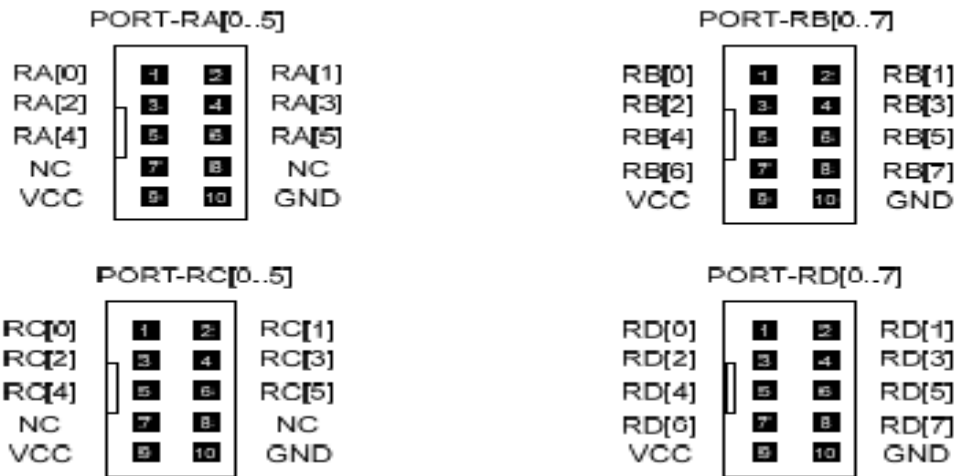 PORT-RA[0..5]
RA[0] 1 2 RA[1]
RA[2] 3 4 RA[3]
RA[4] 5 6 RA[5]
NC 7 8 NC
VCC 9 10 GND
PORT-RB[0..7]
RB[0] 1 2 RB[1]
RB[2] 3 4 RB[3]
RB[4] 5 6 RB[5]
RB[6] 7 8 RB[7]
VCC 9 10 GND
PORT-RC[0..5]
RC[0] 1 2 RC[1]
RC[2] 3 4 RC[3]
RC[4] 5 6 RC[5]
NC 7 8 NC
VCC 9 10 GND
PORT-RD[0..7]
RD[0] 1 2 RD[1]
RD[2] 3 4 RD[3]
RD[4] 5 6 RD[5]
RD[6] 7 8 RD[7]
VCC 9 10 GND